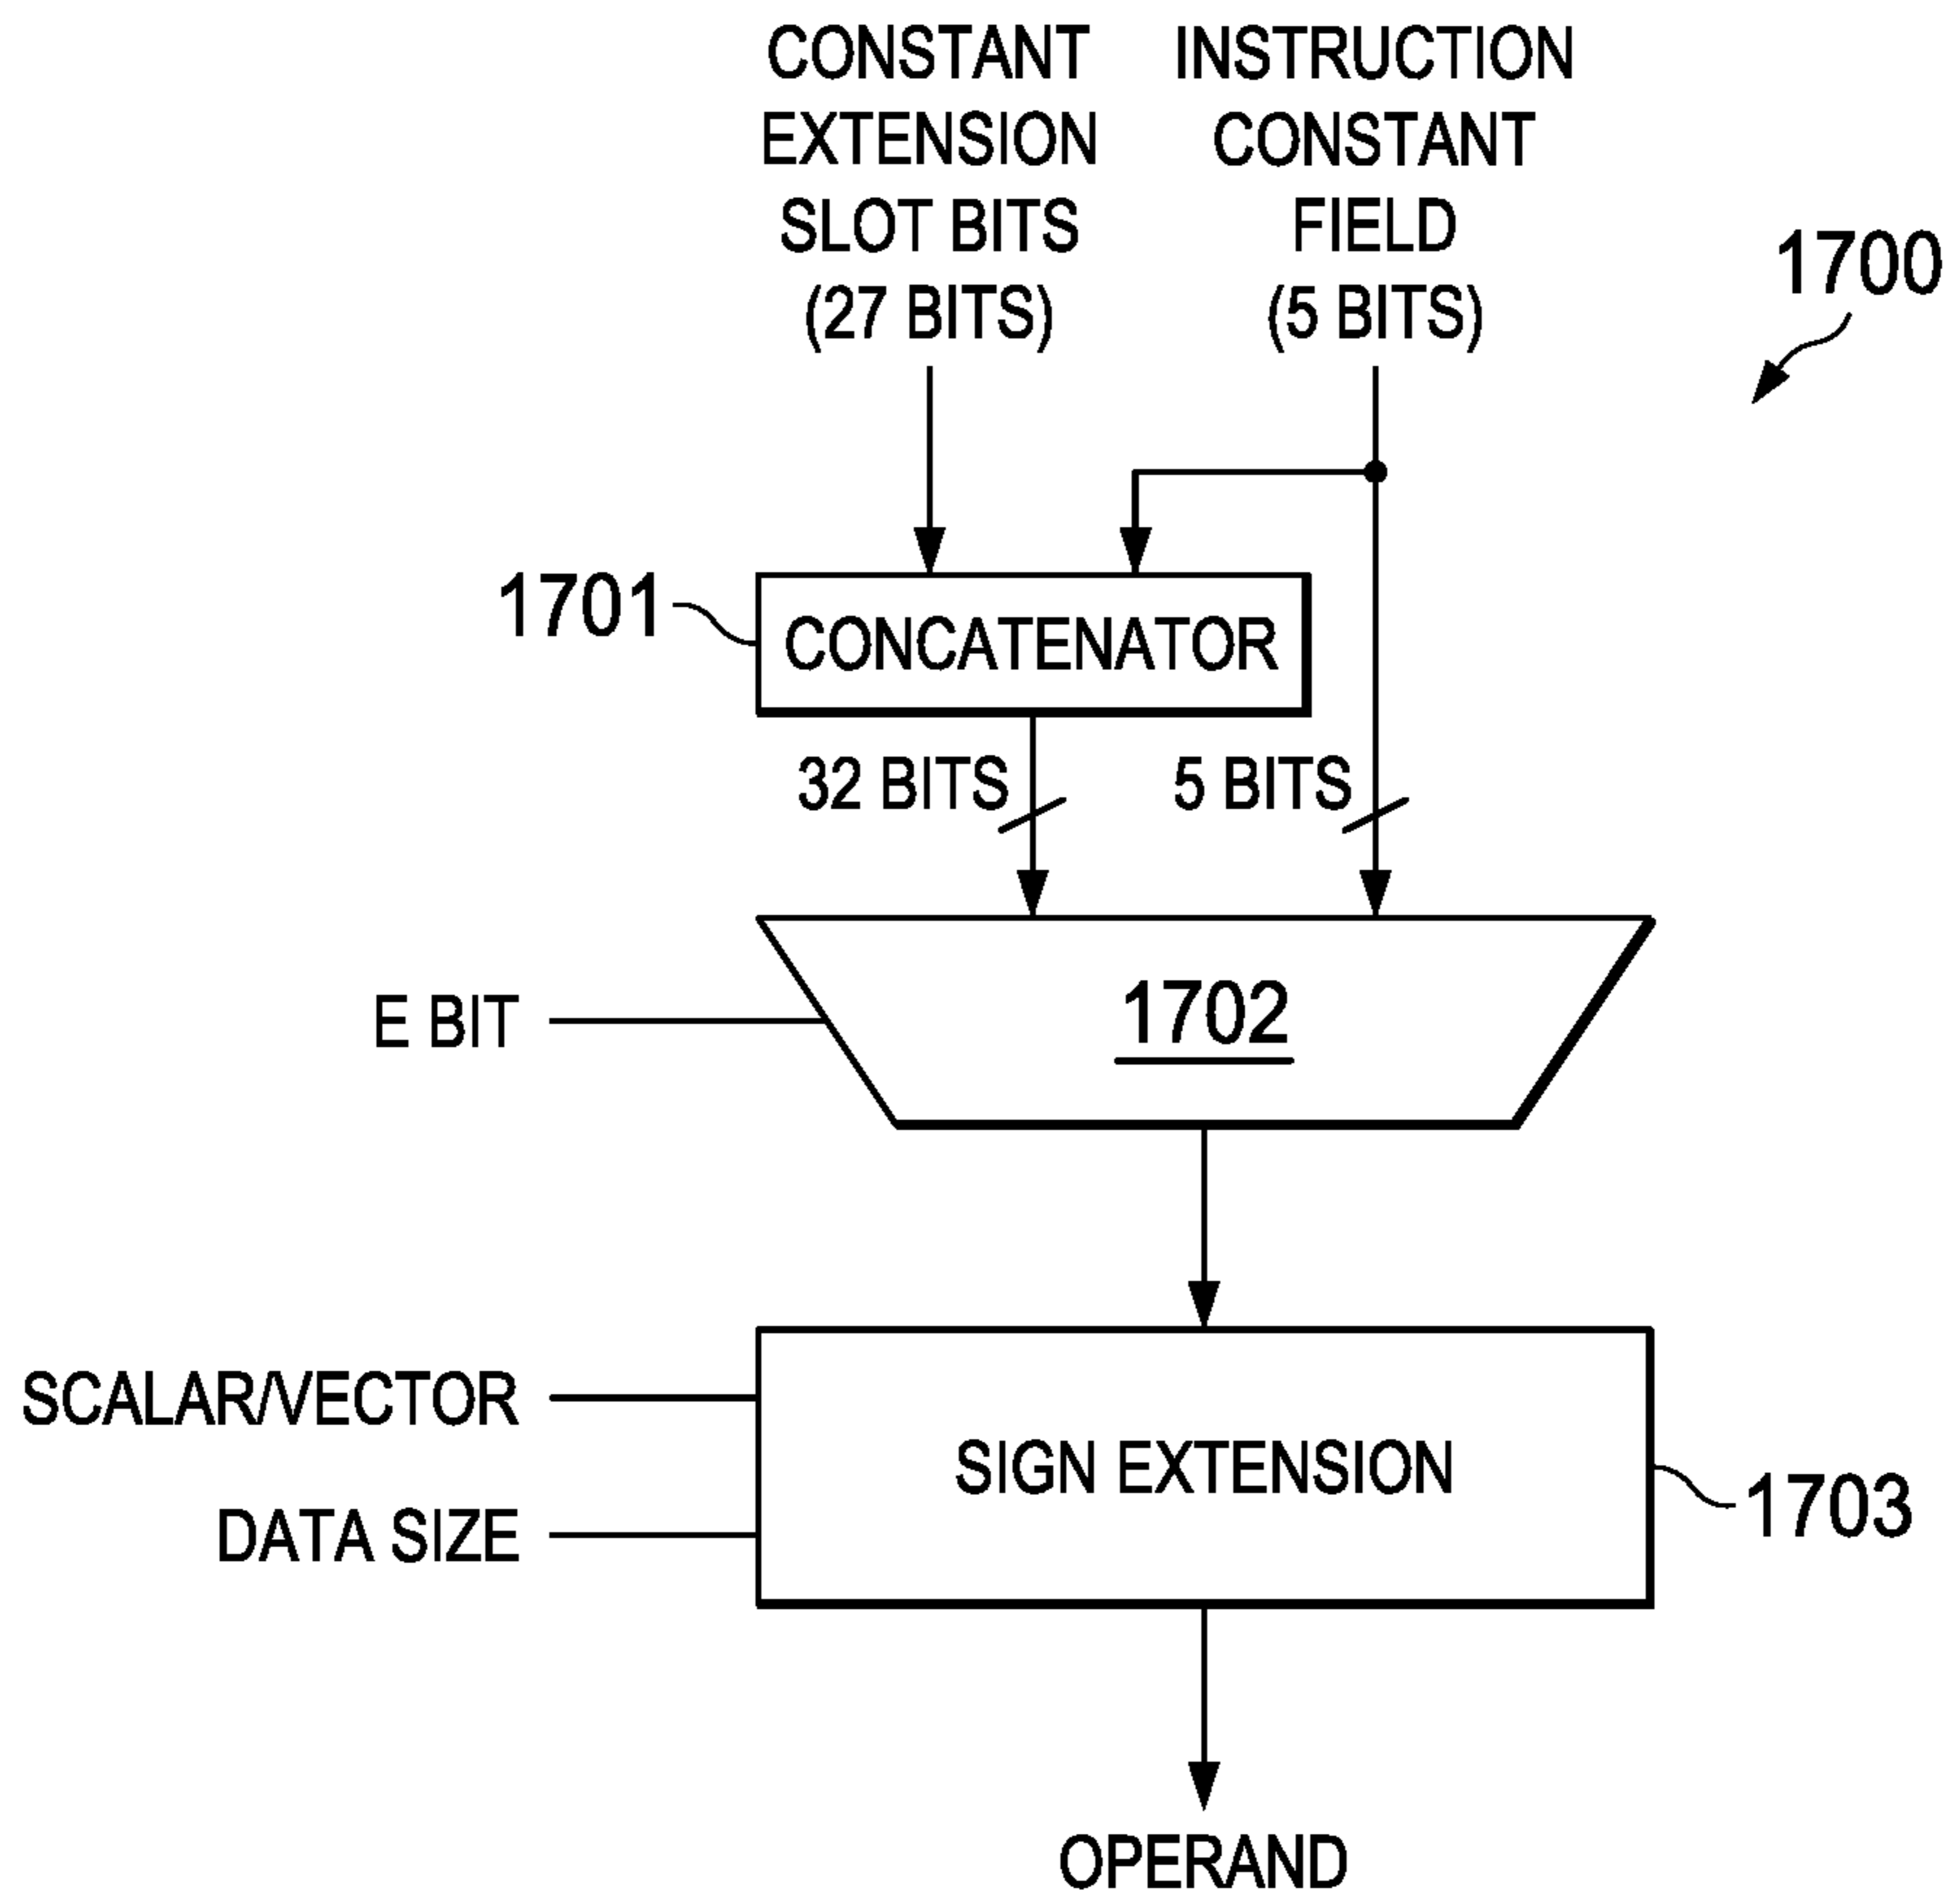 CONSTANT
EXTENSION
SLOT BITS
(27 BITS)
INSTRUCTION
CONSTANT
FIELD
(5 BITS)
1700
1701
CONCATENATOR
32 BITS
5 BITS
E BIT
1702
SCALAR/VECTOR
DATA SIZE
SIGN EXTENSION
1703
OPERAND